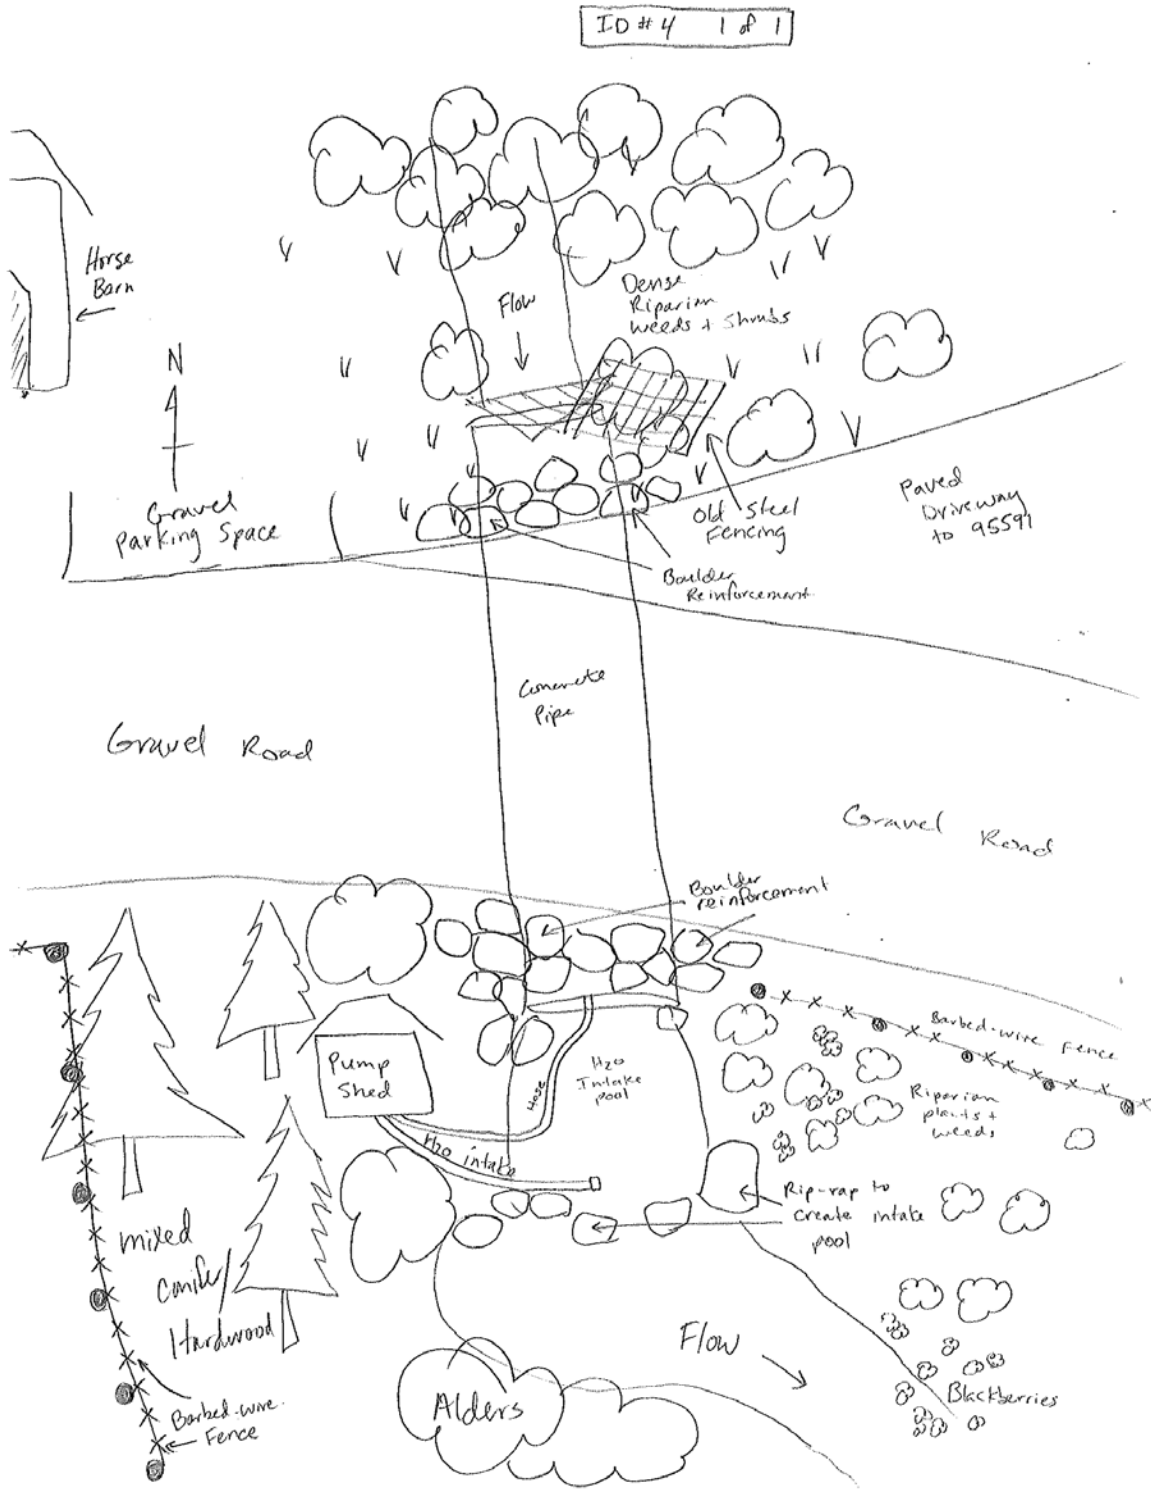 ID # 4 1 of 1
Horse
Barn
Flow
Dense
Riparian
weeds + shrubs
N
Gravel
Parking Space
Old Steel
Fencing
Paved
Driveway
to 95591
Boulder
Reinforcement
Concrete
Pipe
Gravel Road
Gravel Road
Boulder
reinforcement
Barbed-wire Fence
Pump
Shed
Hose
H2O
Intake
pool
Riparian
plants +
weeds
H2O intake
Rip-rap to
create intake
pool
mixed
Conifer/
Hardwood
Flow
Alders
Blackberries
Barbed-wire
Fence